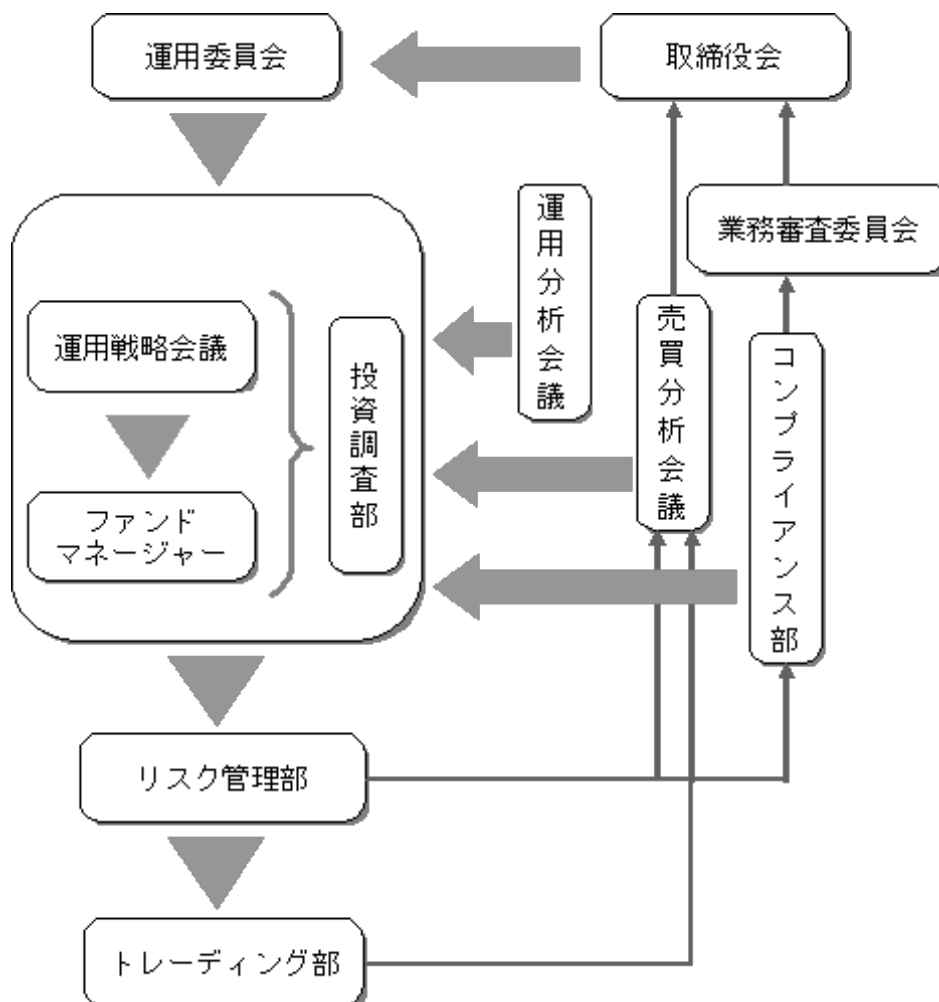 運用委員会
取締役会
運用分析会議
業務審査委員会
売買分析会議
コンプライアンス部
運用戦略会議
投資調査部
ファンド
マネージャー
リスク管理部
トレーディング部